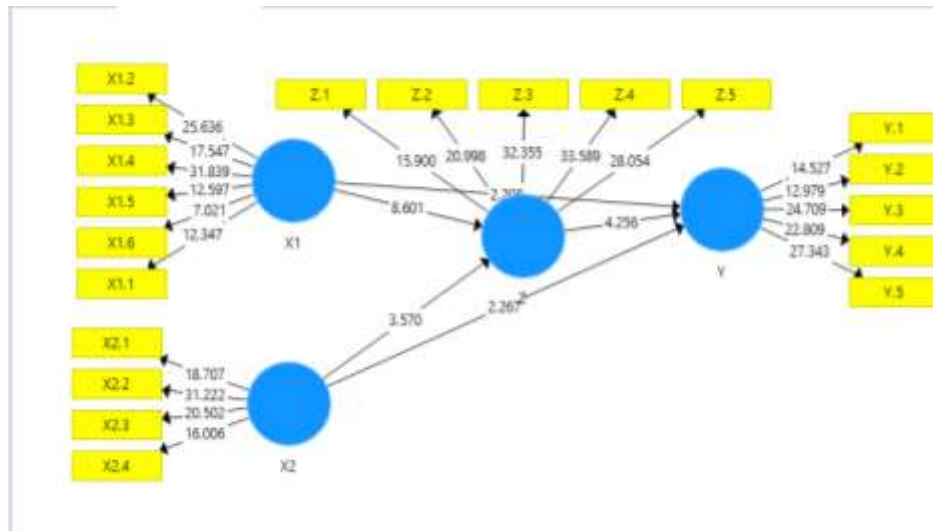 X1.2
X1.3
X1.4
X1.5
X1.6
X1.1
25.636
17.547
31.839
12.597
7.021
12.347
X1
Z.1
Z.2
Z.3
Z.4
Z.5
15.900
20.998
32.355
33.589
28.054
8.601
4.256
3.570
2.267
Z
Y.1
Y.2
Y.3
Y.4
Y.5
14.527
12.979
24.709
22.809
27.343
Y
X2.1
X2.2
X2.3
X2.4
18.707
31.222
20.502
16.006
X2